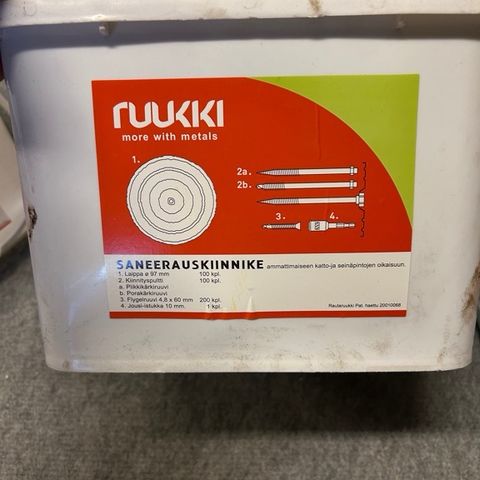 ruukki
more with metals
1.
2a.
2b.
3. 4.
SANEERAUSKIINNIKE ammattimaiseen katto-ja seinäpintojen oikaisuun.
1. Laippa ø 97 mm 100 kpl.
2. Kiinnityspultti 100 kpl.
a. Piikkikärkiruuvi
b. Porakärkiruuvi
3. Flygelruuvi 4,8 x 60 mm 200 kpl.
4. Jousi-istukka 10 mm. 1 kpl.
Rautaruukki Pat. haettu 20010068